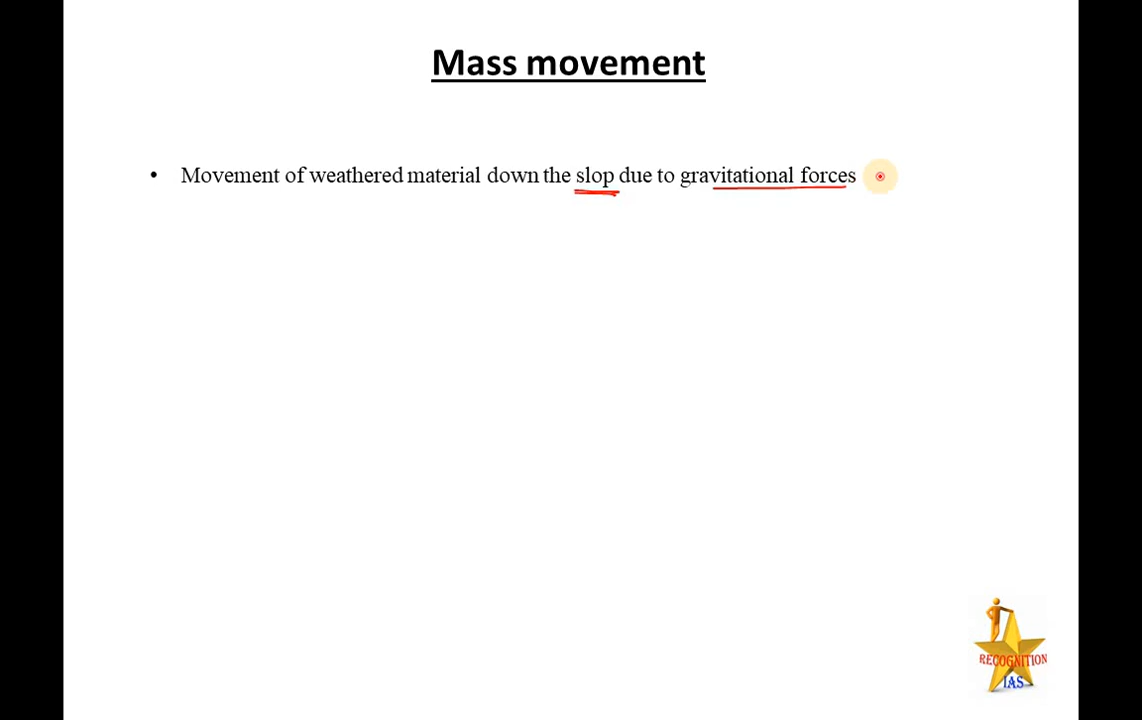 Mass movement
• Movement of weathered material down the slop due to gravitational forces
RECOGNITION
IAS